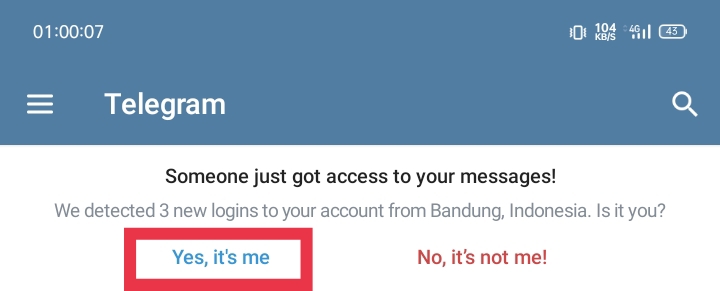 01:00:07
104 KB/S 4G 43
Telegram
Someone just got access to your messages!
We detected 3 new logins to your account from Bandung, Indonesia. Is it you?
Yes, it's me
No, it's not me!